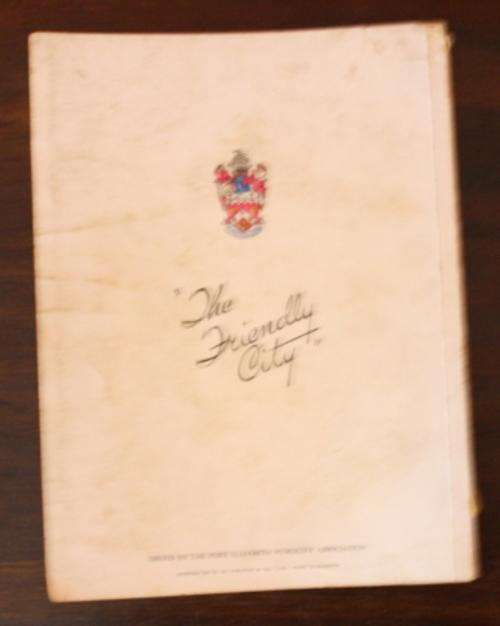 "The
Friendly
City"
ISSUED BY THE PORT ELIZABETH PUBLICITY ASSOCIATION